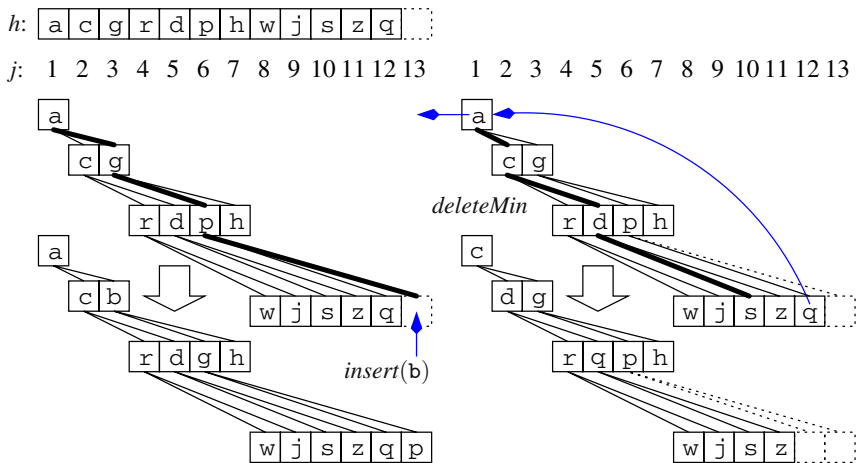 h: a c g r d p h w j s z q
j: 1 2 3 4 5 6 7 8 9 10 11 12 13 1 2 3 4 5 6 7 8 9 10 11 12 13
a a
c g c g
r d p h deleteMin r d p h
a c
c b w j s z q d g w j s z q
r d g h insert(b) r q p h
w j s z q p w j s z